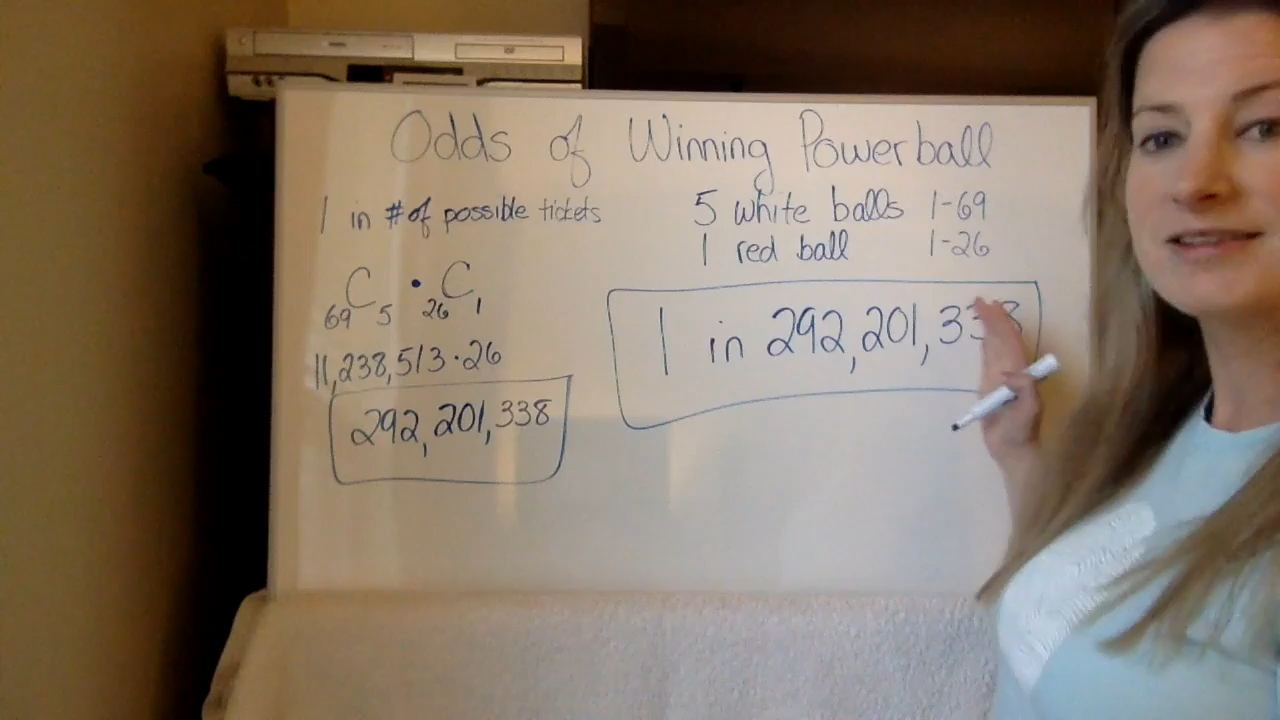 Odds of Winning Powerball
1 in # of possible tickets
5 white balls 1-69
1 red ball 1-26
69C5 • 26C1
11,238,513 · 26
292,201,338
1 in 292,201,338